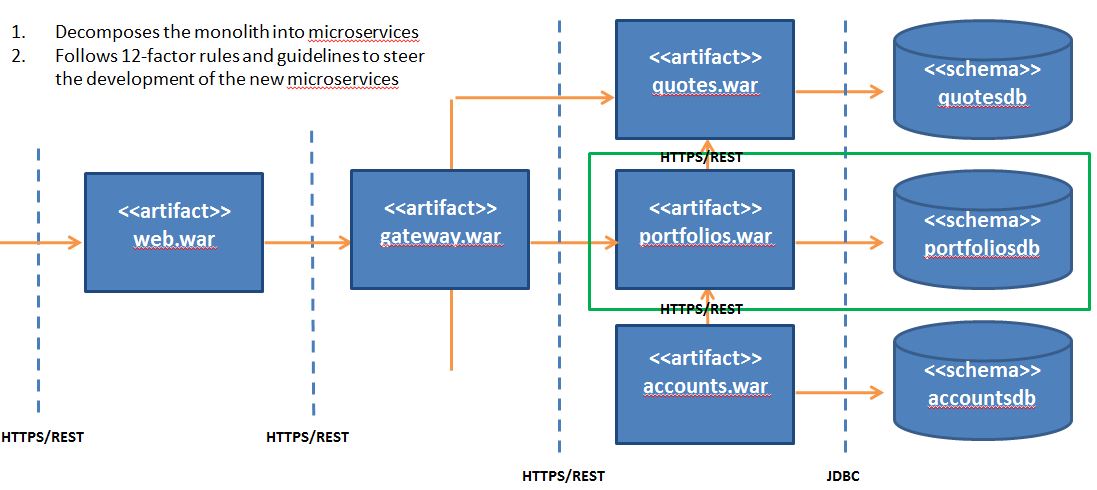 1. Decomposes the monolith into microservices
2. Follows 12-factor rules and guidelines to steer
the development of the new microservices
<<artifact>>
quotes.war
<<schema>>
quotesdb
HTTPS/REST
<<artifact>>
web.war
<<artifact>>
gateway.war
<<artifact>>
portfolios.war
<<schema>>
portfoliosdb
HTTPS/REST
<<artifact>>
accounts.war
<<schema>>
accountsdb
HTTPS/REST
HTTPS/REST
HTTPS/REST
JDBC